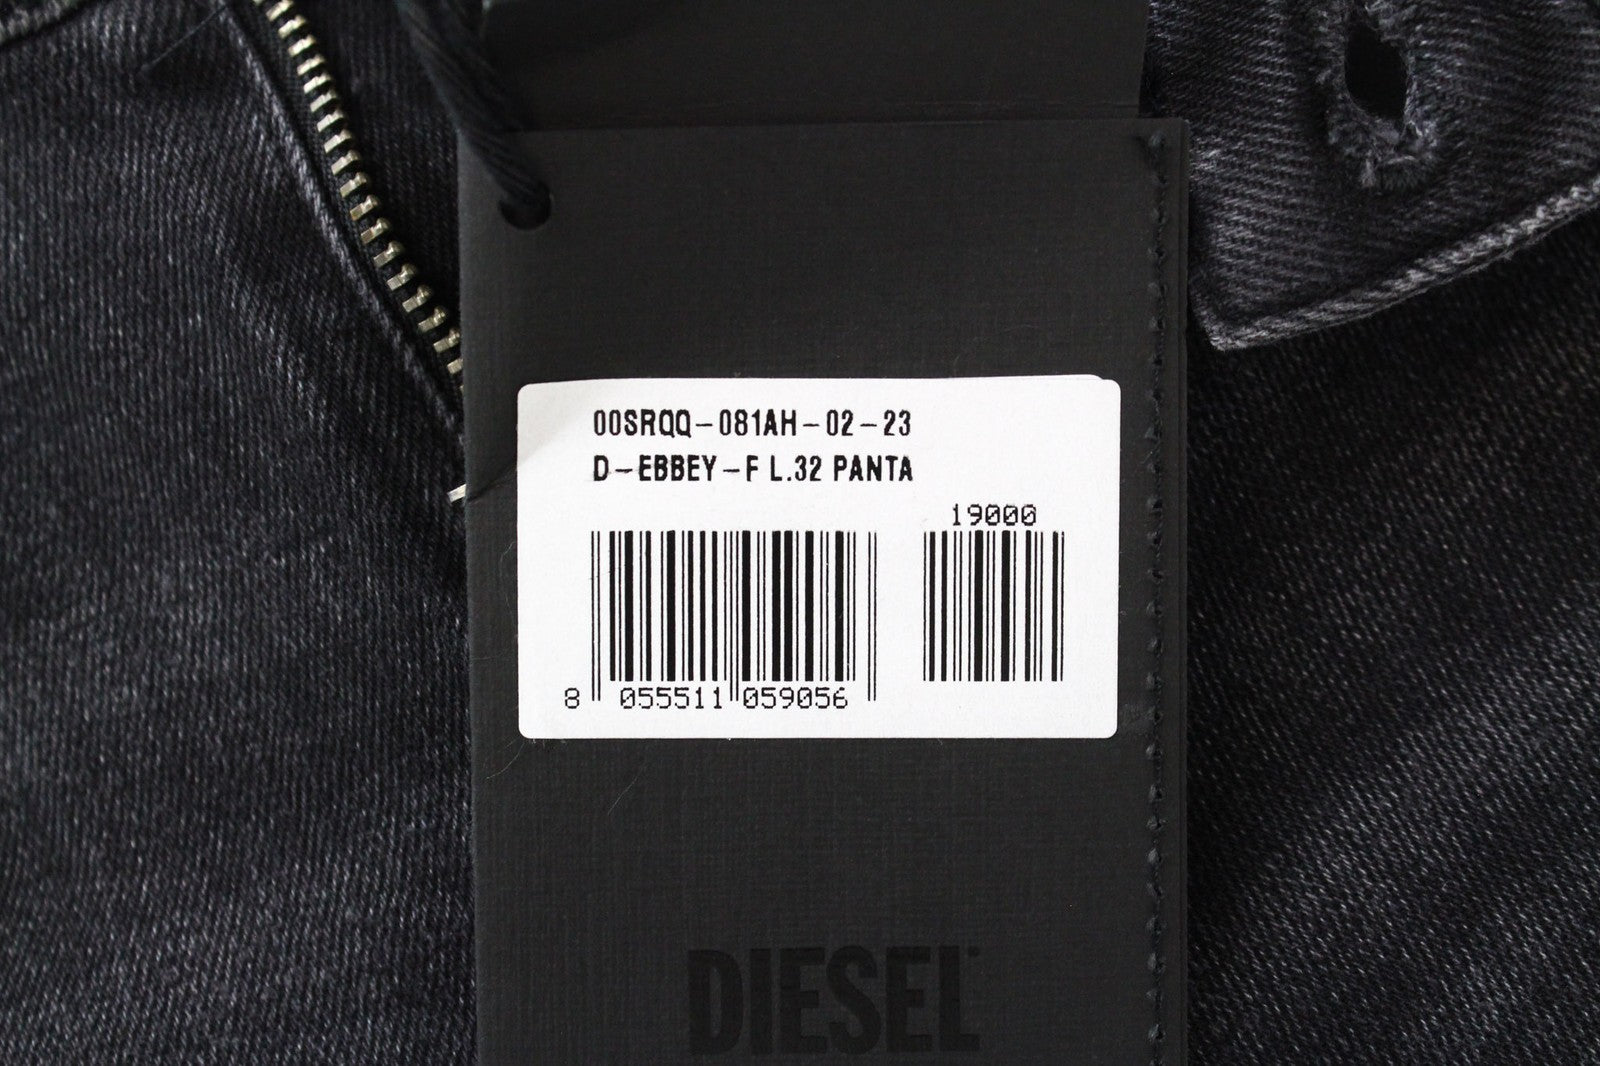 00SRQQ-081AH-02-23
D-EBBEY-F L.32 PANTA
19000
8 055511 059056
DIESEL